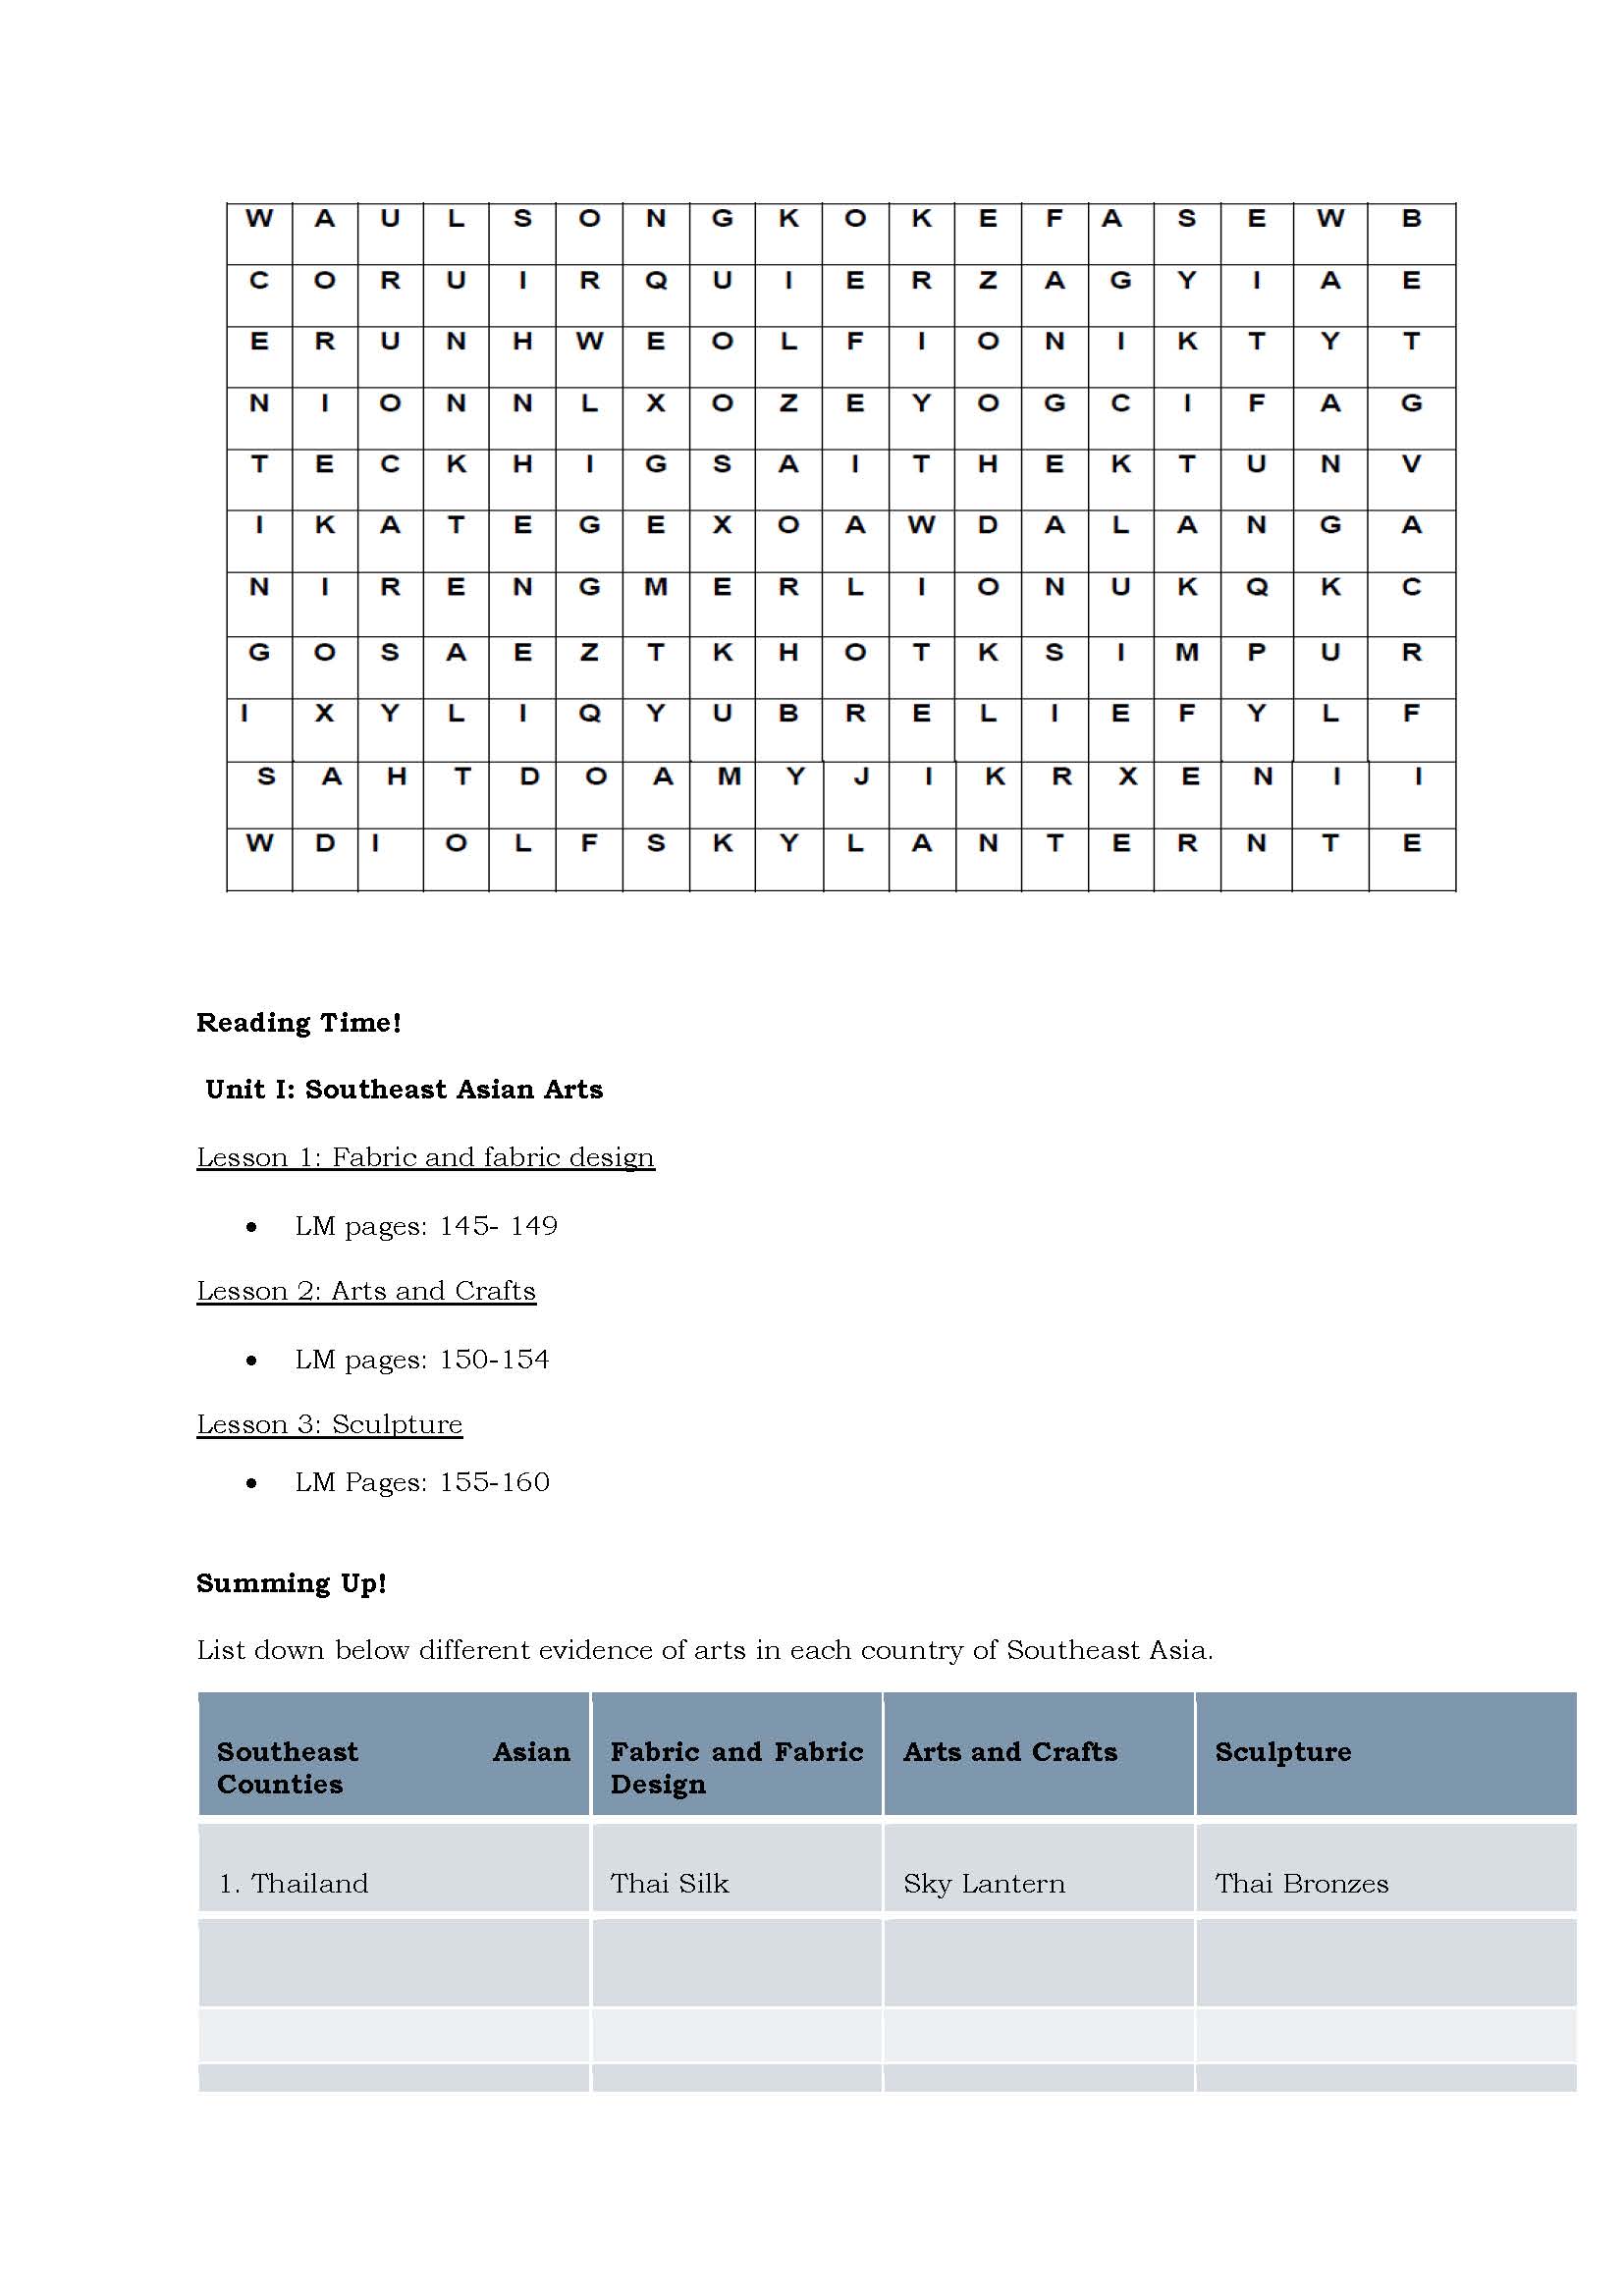 W A U L S O N G K O K E F A S E W B
C O R U I R Q U I E R Z A G Y I A E
E R U N H W E O L F I O N I K T Y T
N I O N N L X O Z E Y O G C I F A G
T E C K H I G S A I T H E K T U N V
I K A T E G E X O A W D A L A N G A
N I R E N G M E R L I O N U K Q K C
G O S A E Z T K H O T K S I M P U R
I X Y L I Q Y U B R E L I E F Y L F
S A H T D O A M Y J I K R X E N I I
W D I O L F S K Y L A N T E R N T E
Reading Time!
Unit I: Southeast Asian Arts
Lesson 1: Fabric and fabric design
• LM pages: 145- 149
Lesson 2: Arts and Crafts
• LM pages: 150-154
Lesson 3: Sculpture
• LM Pages: 155-160
Summing Up!
List down below different evidence of arts in each country of Southeast Asia.
Southeast Asian Counties
Fabric and Fabric Design
Arts and Crafts
Sculpture
1. Thailand
Thai Silk
Sky Lantern
Thai Bronzes